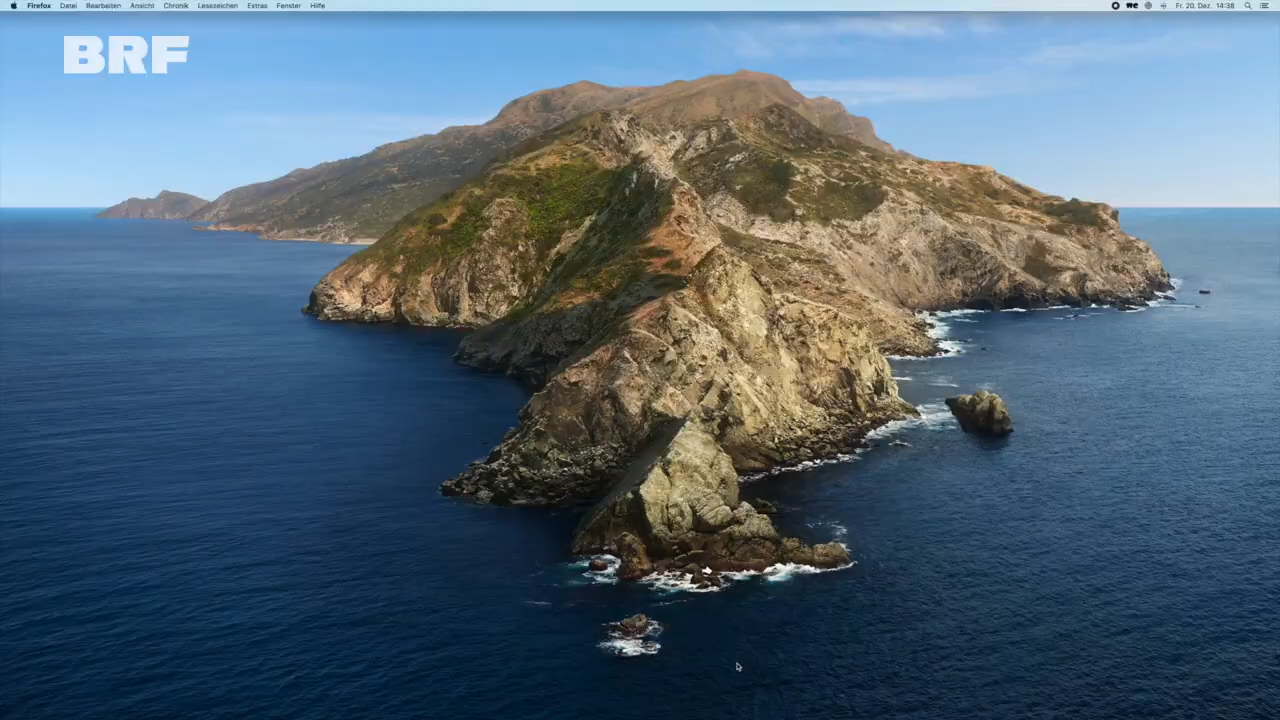 Firefox Datei Bearbeiten Ansicht Chronik Lesezeichen Extras Fenster Hilfe Fr. 20. Dez. 14:38
BRF